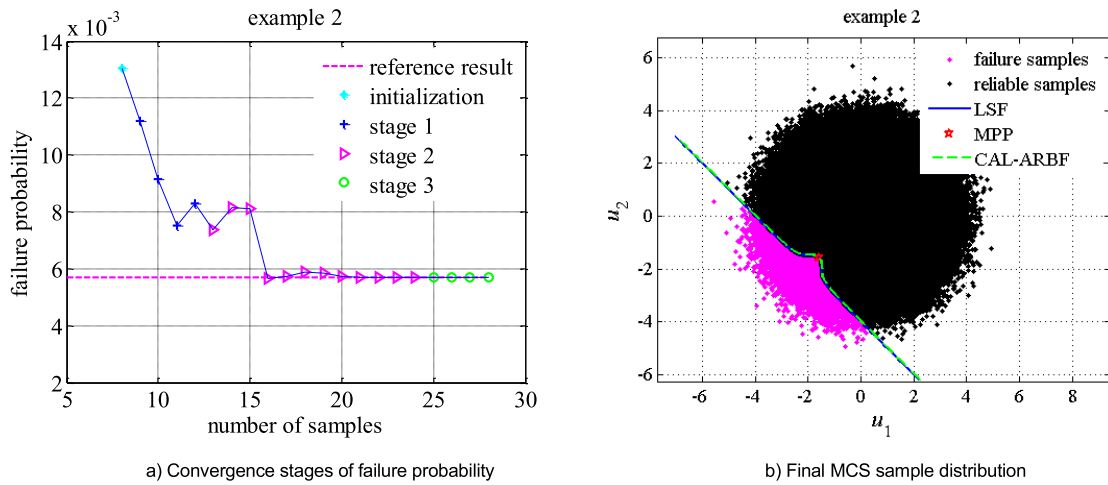 example 2
x 10⁻³
14
12
10
8
6
4
2
failure probability
reference result
initialization
stage 1
stage 2
stage 3
5
10
15
20
25
30
number of samples
a) Convergence stages of failure probability
example 2
6
4
2
0
-2
-4
-6
u₂
failure samples
reliable samples
LSF
MPP
CAL-ARBF
-6
-4
-2
0
2
4
6
8
u₁
b) Final MCS sample distribution